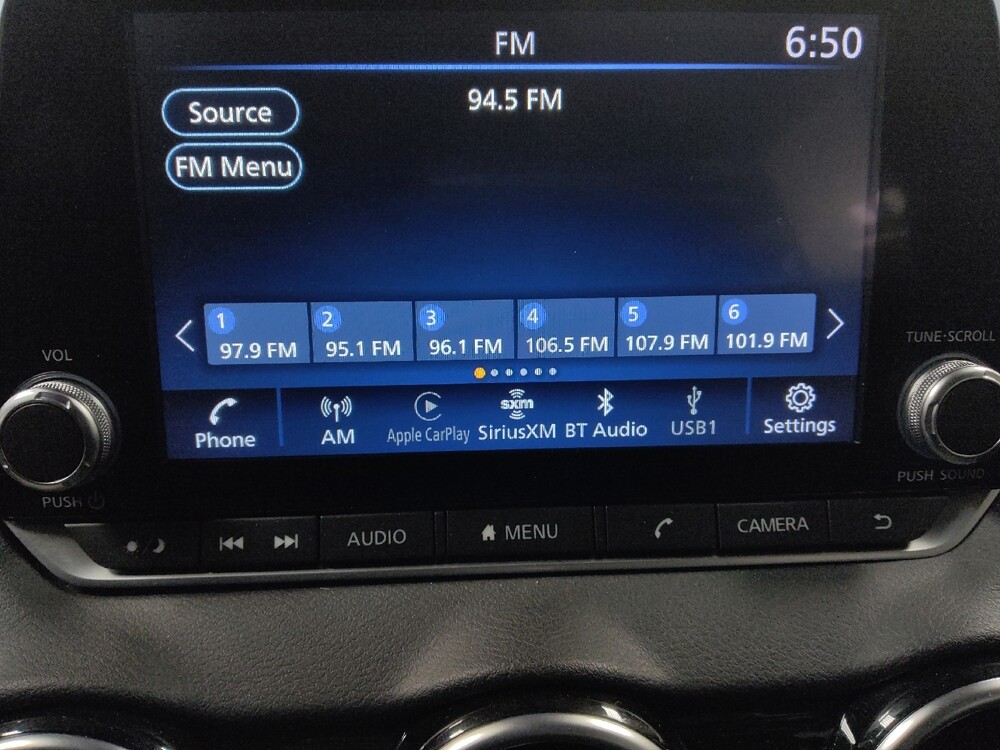 FM
6:50
94.5 FM
Source
FM Menu
1 2 3 4 5 6
97.9 FM 95.1 FM 96.1 FM 106.5 FM 107.9 FM 101.9 FM
sxm
Phone AM Apple CarPlay SiriusXM BT Audio USB1 Settings
VOL
PUSH
TUNE·SCROLL
PUSH SOUND
AUDIO MENU CAMERA